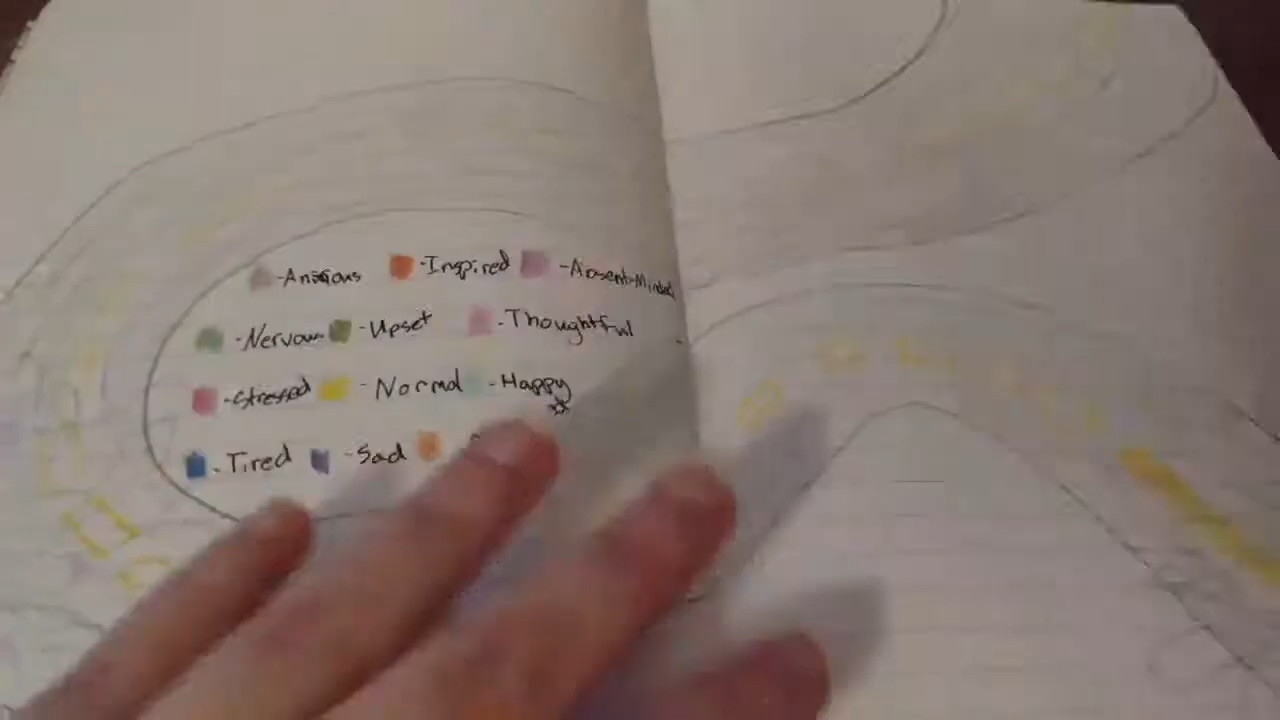 -Anxious -Inspired -Absent-Minded
-Nervous -Upset -Thoughtful
-Stressed -Normal -Happy
-Tired -Sad